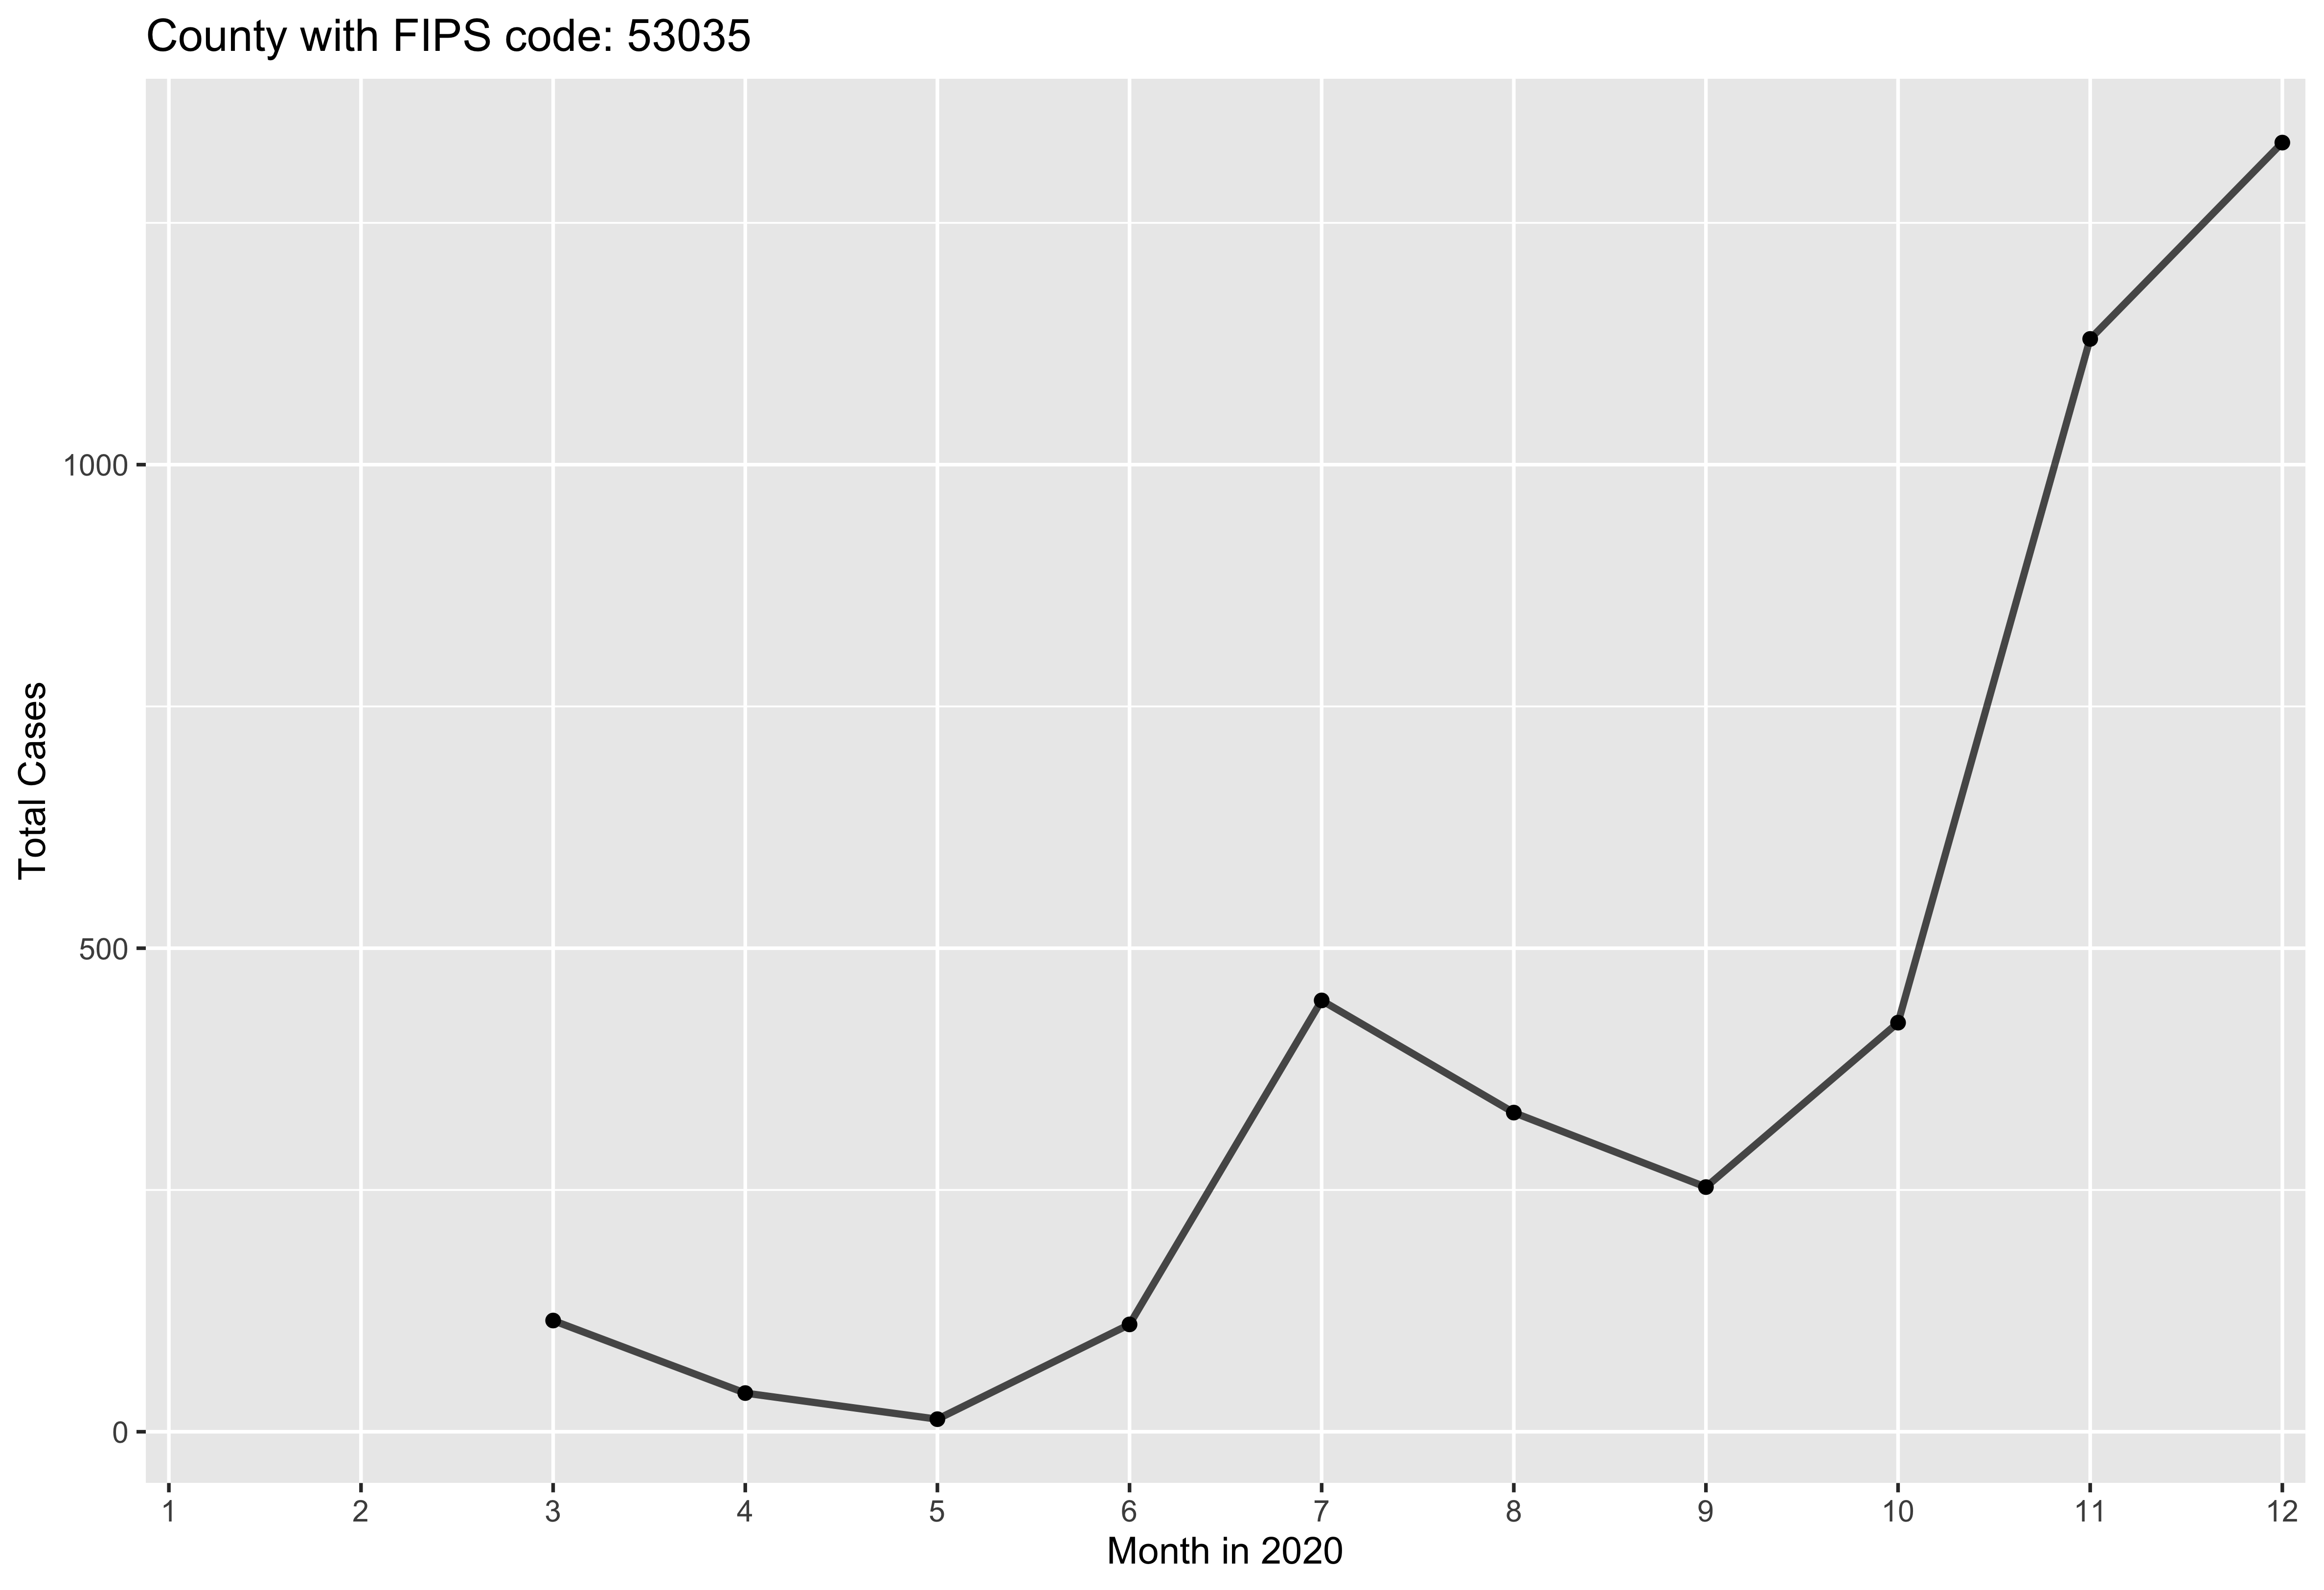 County with FIPS code: 53035
Total Cases
1000
500
0
1 2 3 4 5 6 7 8 9 10 11 12
Month in 2020